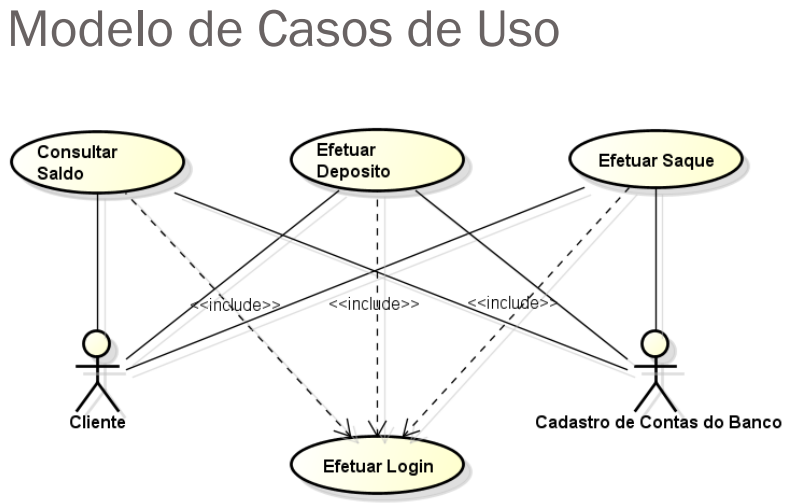 Modelo de Casos de Uso
Consultar
Saldo
Efetuar
Deposito
Efetuar Saque
<<include>>
<<include>>
<<include>>
Cliente
Cadastro de Contas do Banco
Efetuar Login